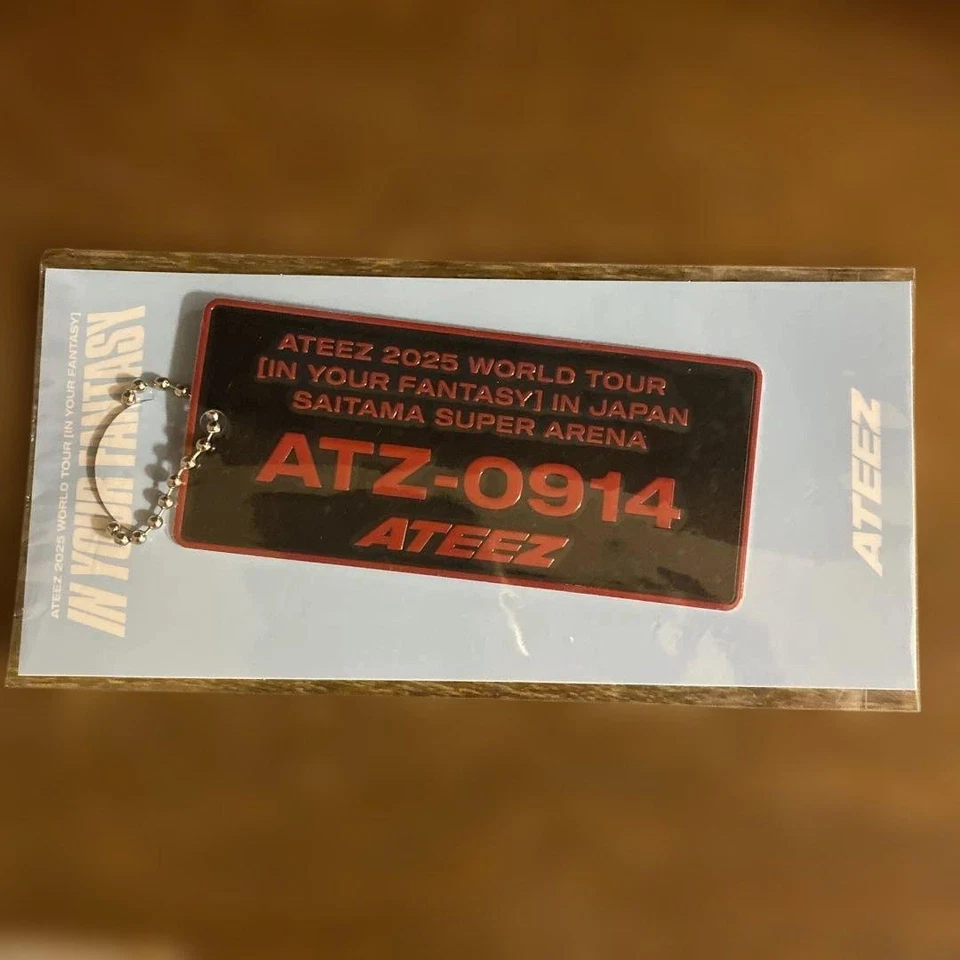 ATEEZ 2025 WORLD TOUR [IN YOUR FANTASY]
IN YOUR FANTASY
ATEEZ 2025 WORLD TOUR
[IN YOUR FANTASY] IN JAPAN
SAITAMA SUPER ARENA
ATZ-0914
ATEEZ
ATEEZ